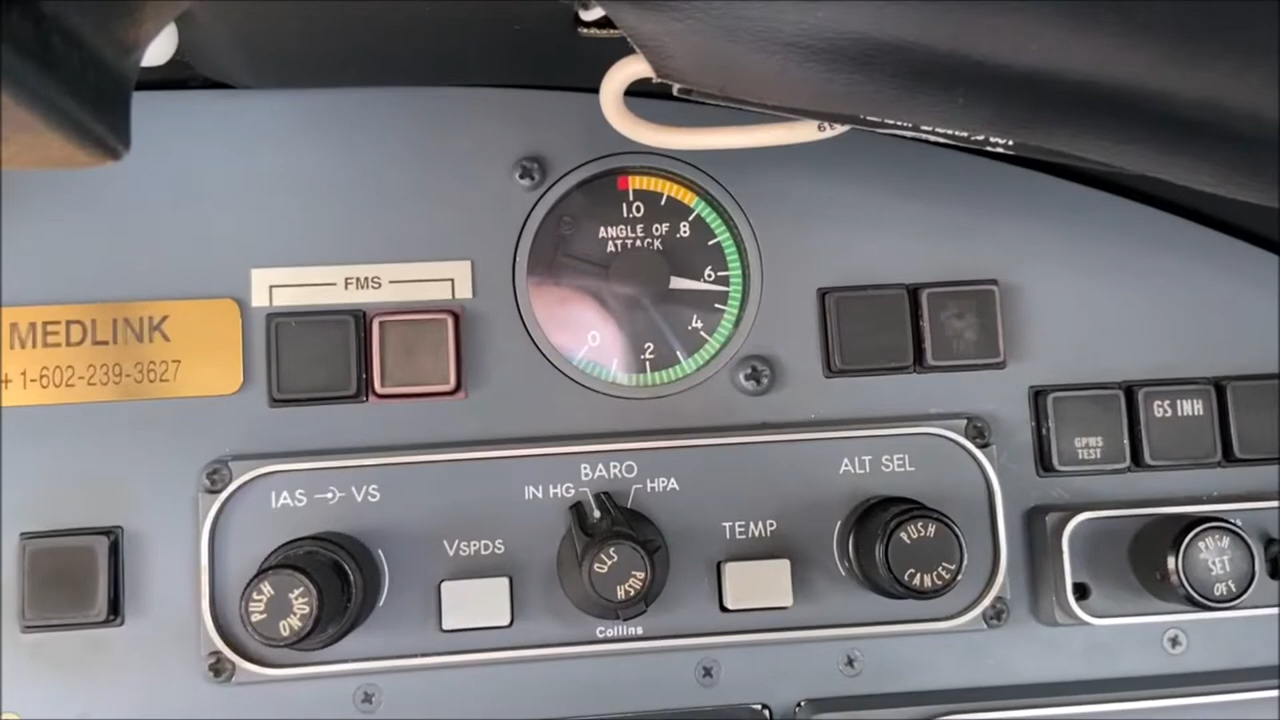 1.0
ANGLE OF
ATTACK
.8
.6
.4
.2
0
FMS
MEDLINK
+1-602-239-3627
GPWS
TEST
GS INH
BARO
IN HG
HPA
ALT SEL
IAS VS
VSPDS
TEMP
PUSH
ON-OFF
PUSH
STD
PUSH
CANCEL
PUSH
SET
OFF
Collins